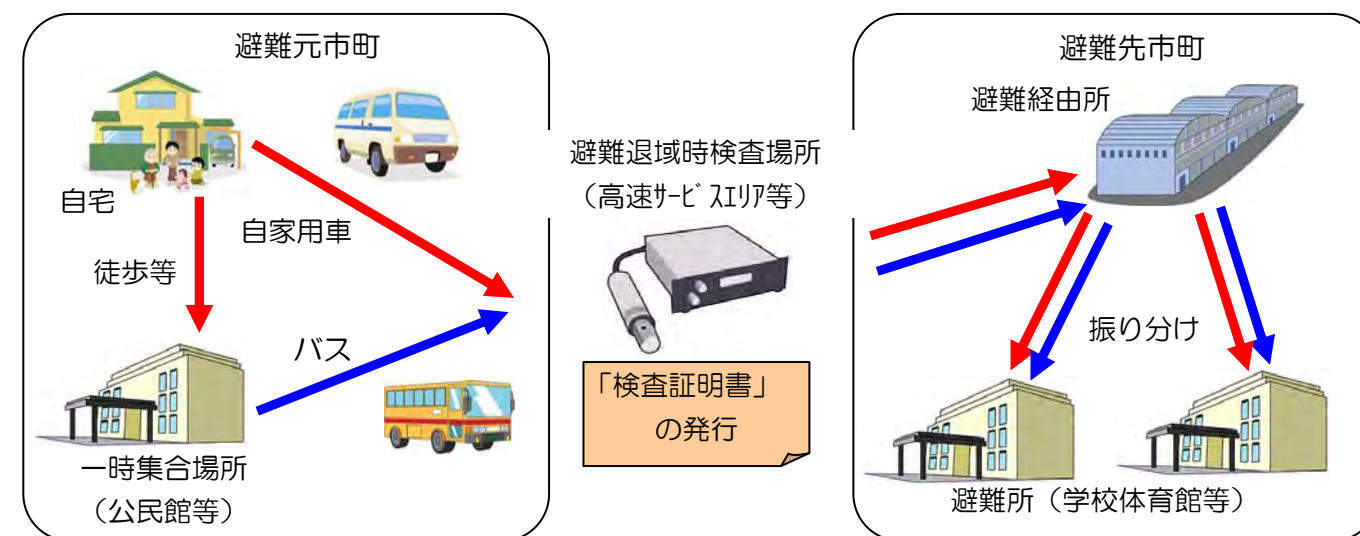 避難元市町
自宅
自家用車
徒歩等
バス
一時集合場所
（公民館等）
避難退域時検査場所
（高速ｻｰﾋﾞｽｴﾘｱ等）
「検査証明書」
の発行
避難先市町
避難経由所
振り分け
避難所（学校体育館等）